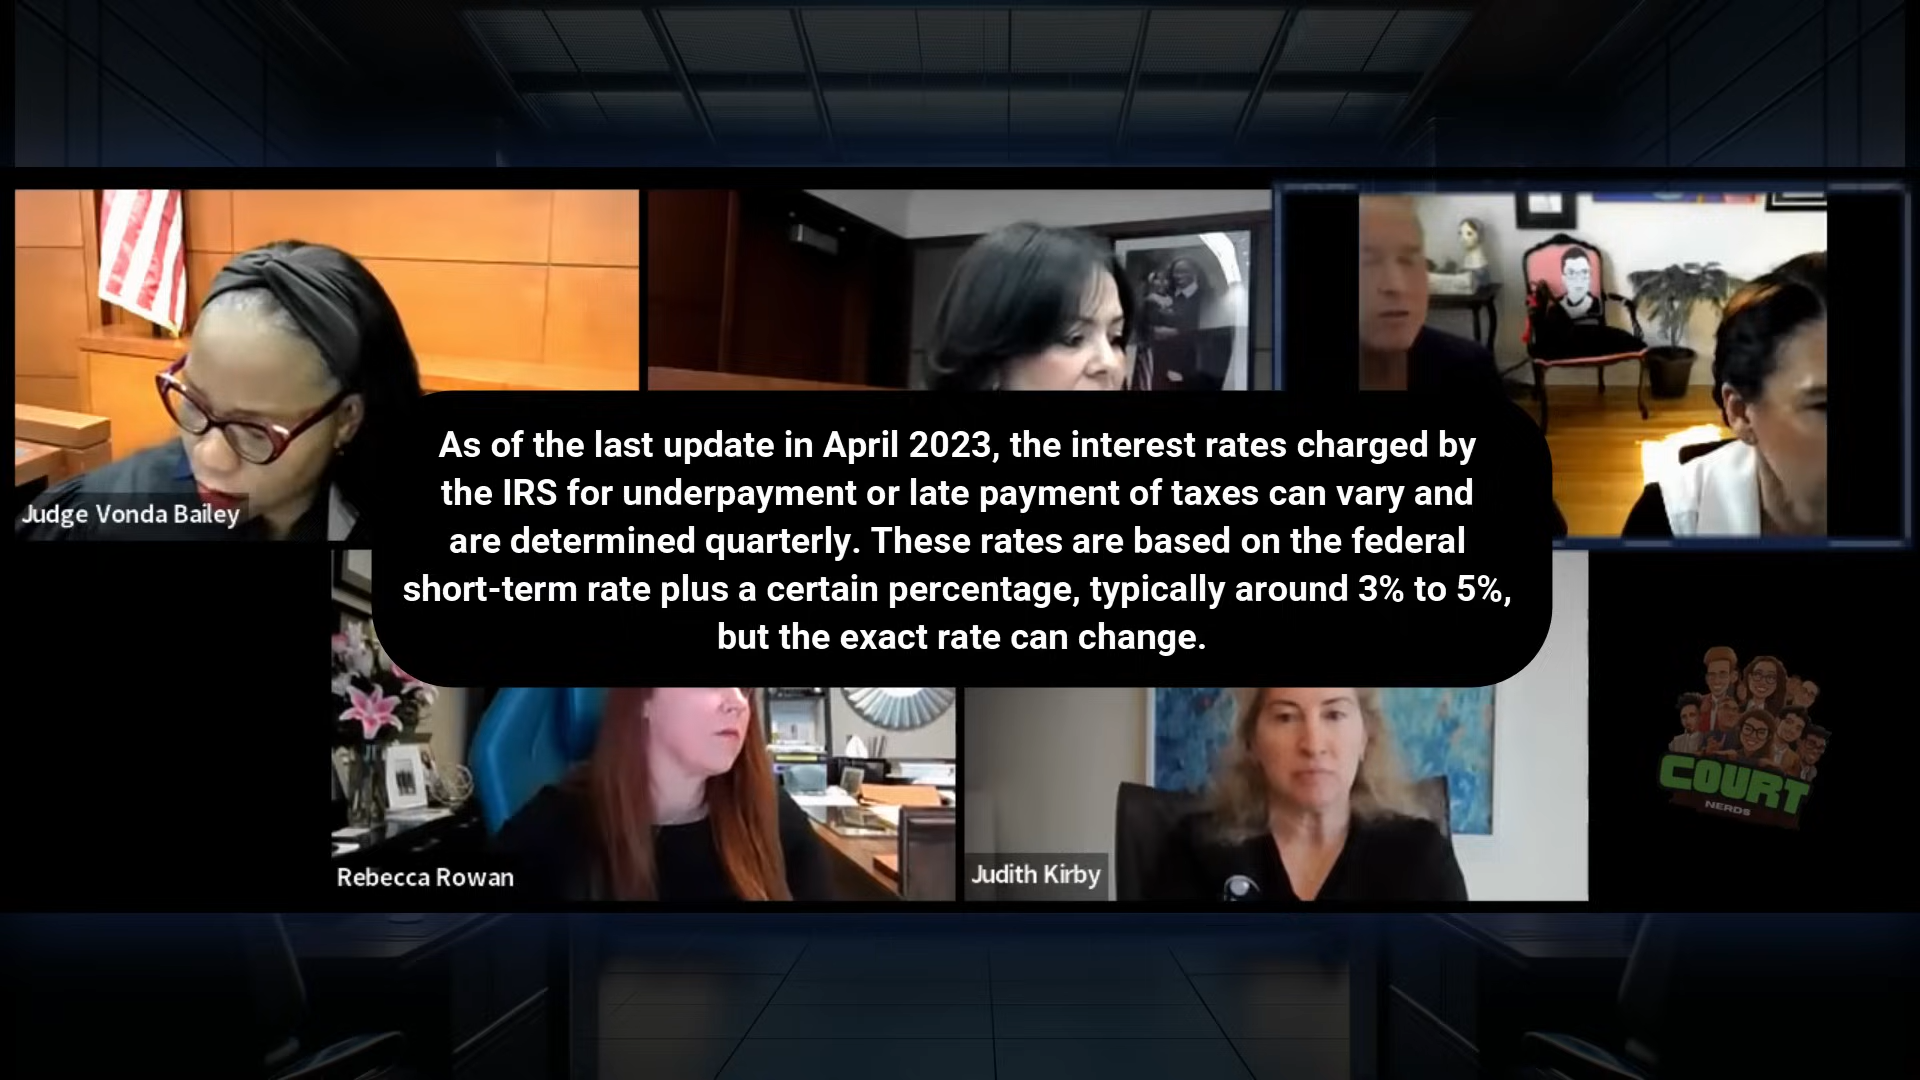 Judge Vonda Bailey
As of the last update in April 2023, the interest rates charged by
the IRS for underpayment or late payment of taxes can vary and
are determined quarterly. These rates are based on the federal
short-term rate plus a certain percentage, typically around 3% to 5%,
but the exact rate can change.
Rebecca Rowan
Judith Kirby
COURT
NERDS